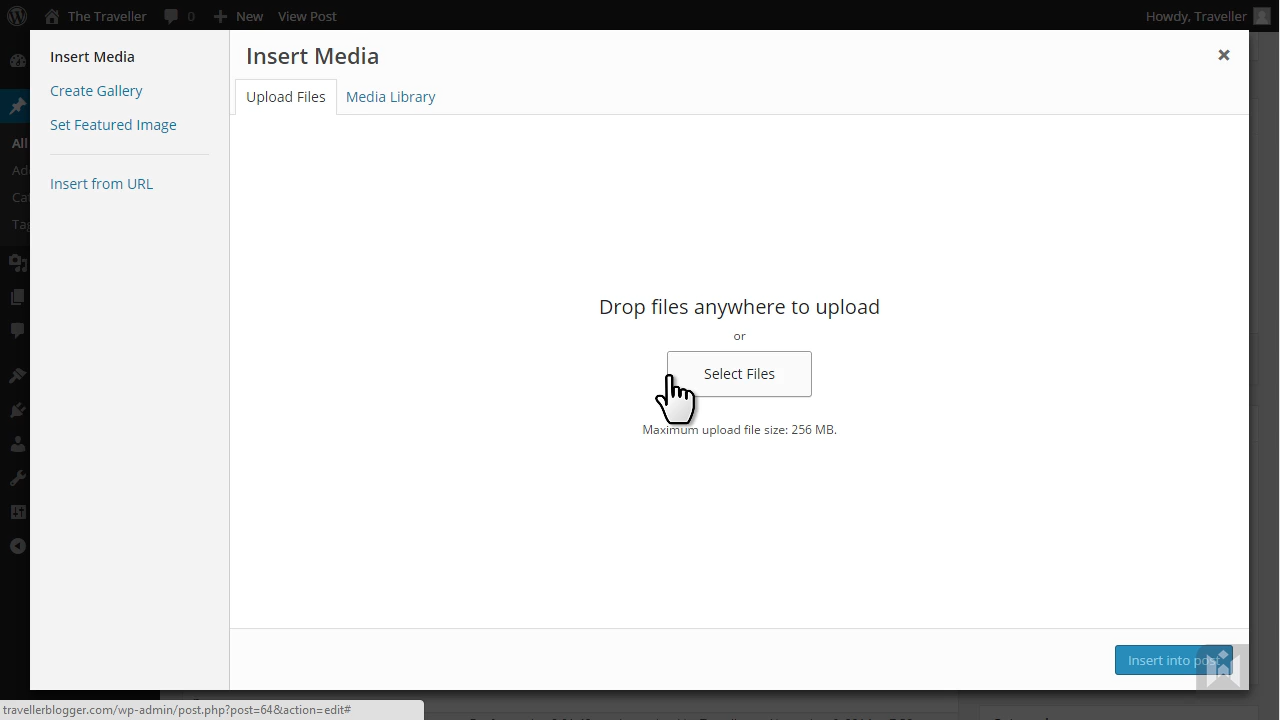 The Traveller 0 New View Post Howdy, Traveller
Insert Media
Create Gallery
Set Featured Image
Insert from URL
Insert Media
Upload Files Media Library
All
Drop files anywhere to upload
or
Select Files
Maximum upload file size: 256 MB.
Insert into post
travellerblogger.com/wp-admin/post.php?post=64&action=edit#